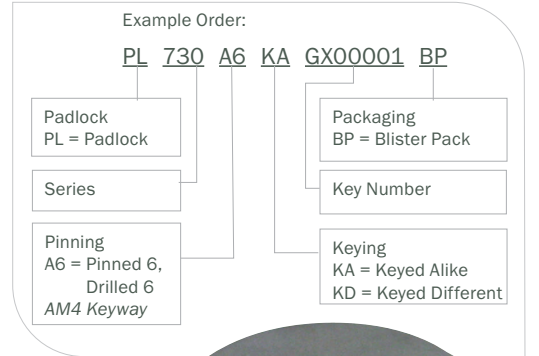 Example Order:
PL 730 A6 KA GX00001 BP
Padlock
PL = Padlock
Series
Pinning
A6 = Pinned 6,
Drilled 6
AM4 Keyway
Packaging
BP = Blister Pack
Key Number
Keying
KA = Keyed Alike
KD = Keyed Different